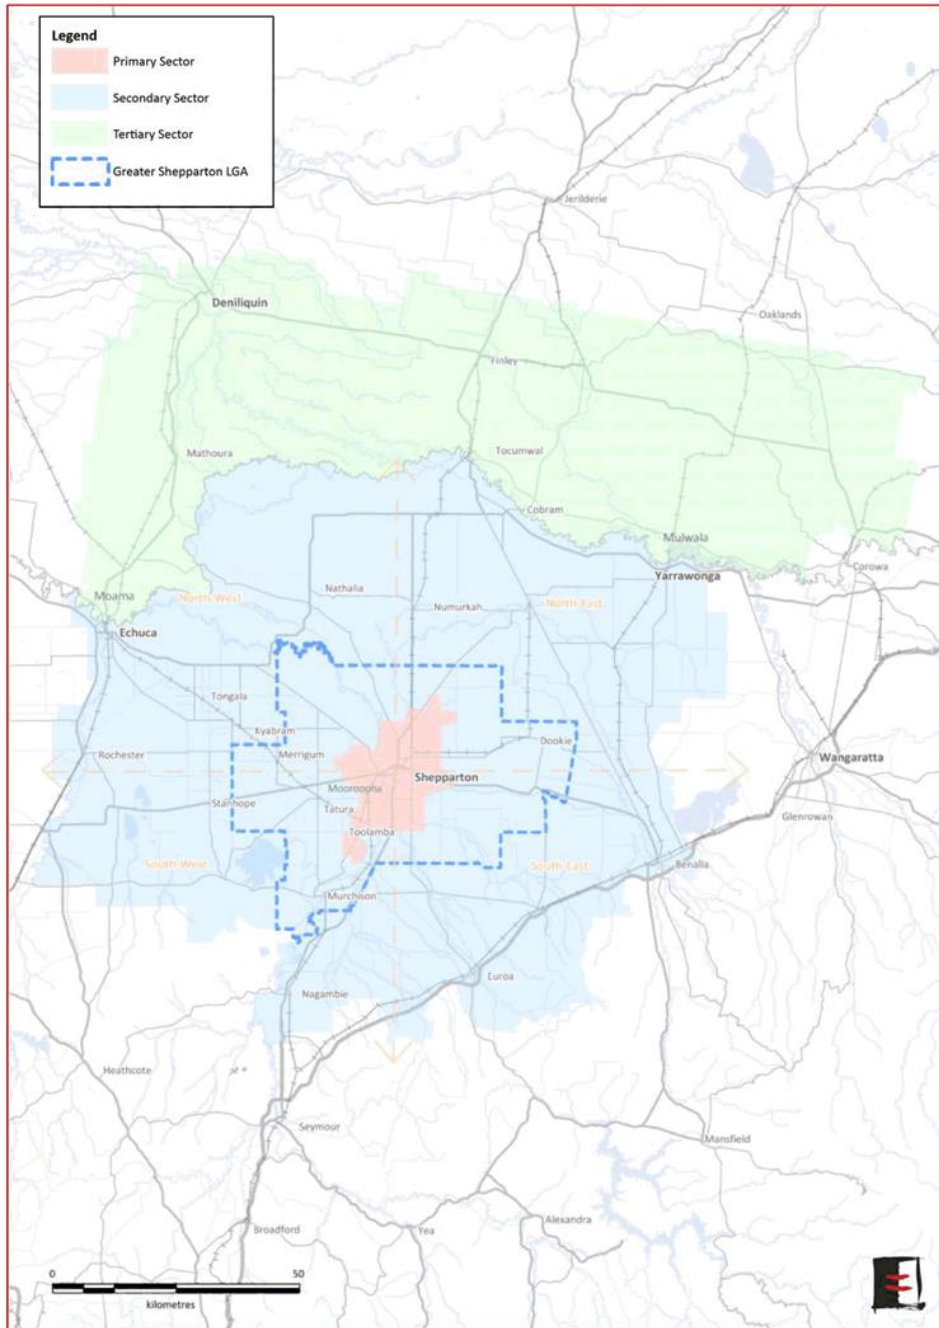 Legend
Primary Sector
Secondary Sector
Tertiary Sector
Greater Shepparton LGA
Jerilderie
Deniliquin
Oaklands
Finley
Mathoura
Tocumwal
Cobram
Mulwala
Corowa
Yarrawonga
Nathalia
Moama
North-West
Numurkah
North-East
Echuca
Tongala
Kyabram
Dookie
Rochester
Merrigum
Wangaratta
Shepparton
Mooroopna
Stanhope
Tatura
Glenrowan
Toolamba
South-West
South-East
Benalla
Murchison
Euroa
Nagambie
Heathcote
Seymour
Mansfield
Broadford
Yea
Alexandra
0 50
kilometres